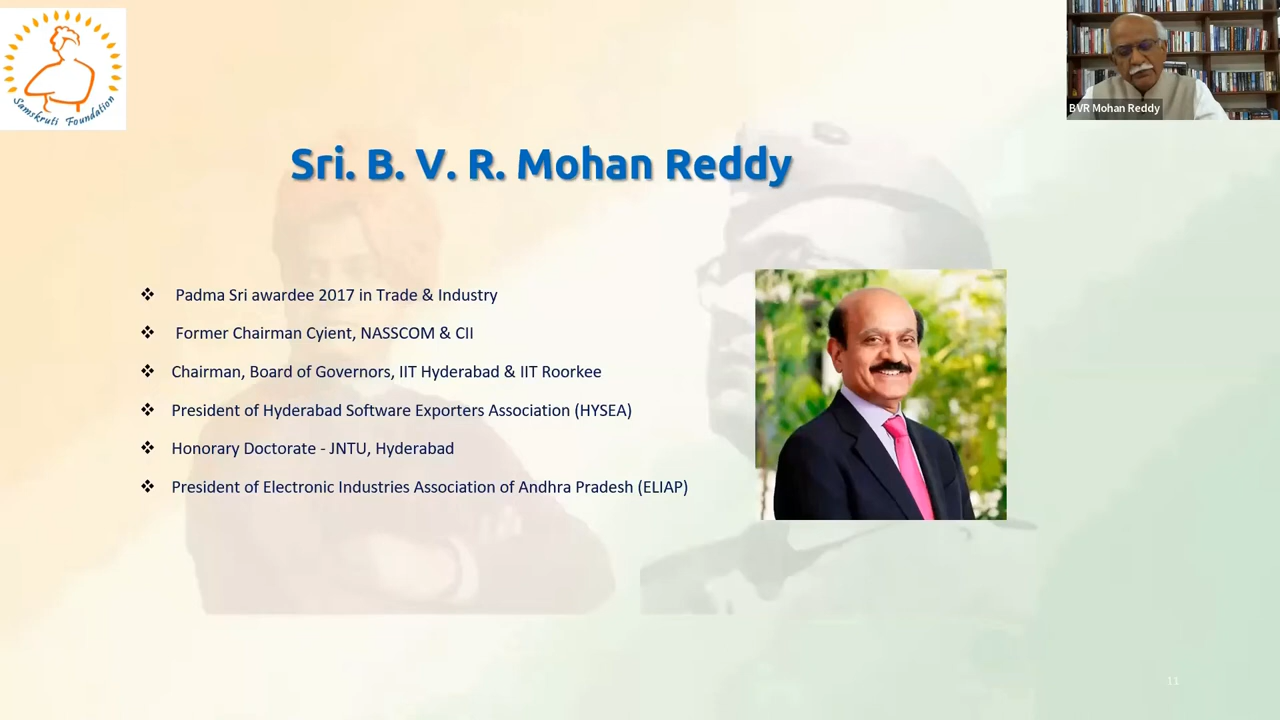 Samskruti Foundation
BVR Mohan Reddy
Sri. B. V. R. Mohan Reddy
❖ Padma Sri awardee 2017 in Trade & Industry
❖ Former Chairman Cyient, NASSCOM & CII
❖ Chairman, Board of Governors, IIT Hyderabad & IIT Roorkee
❖ President of Hyderabad Software Exporters Association (HYSEA)
❖ Honorary Doctorate - JNTU, Hyderabad
❖ President of Electronic Industries Association of Andhra Pradesh (ELIAP)
11